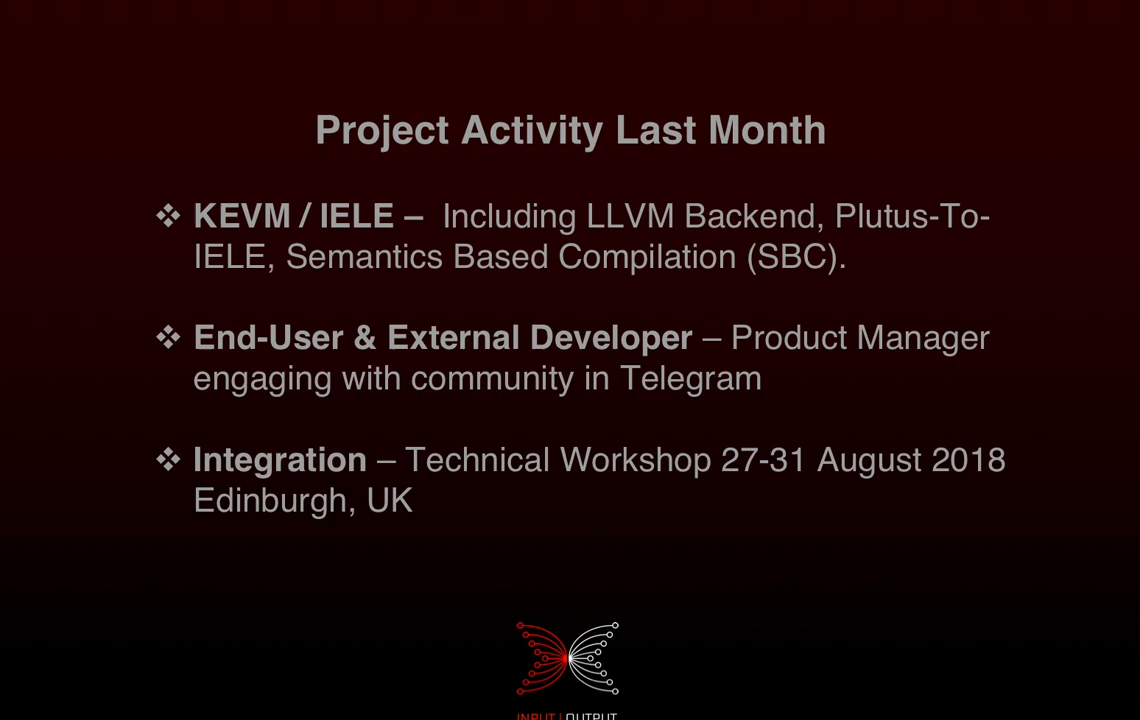 Project Activity Last Month
❖ KEVM / IELE – Including LLVM Backend, Plutus-To-
IELE, Semantics Based Compilation (SBC).
❖ End-User & External Developer – Product Manager
engaging with community in Telegram
❖ Integration – Technical Workshop 27-31 August 2018
Edinburgh, UK
INPUT | OUTPUT